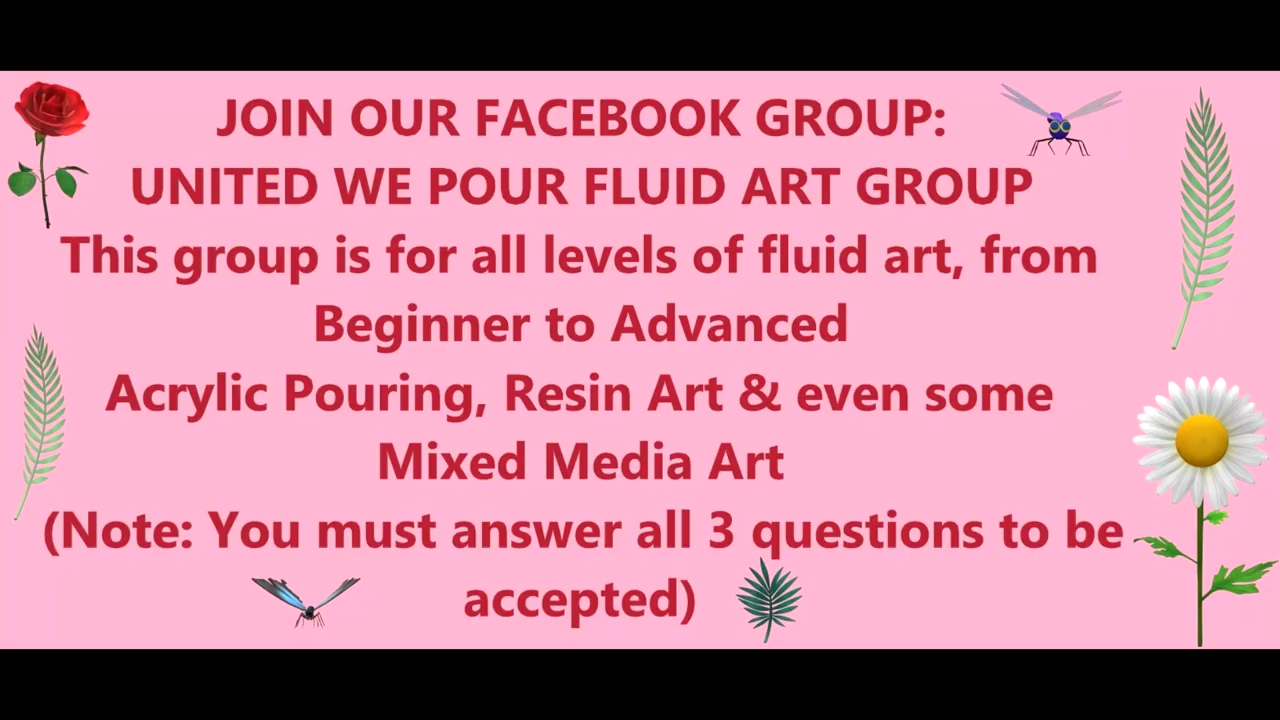 JOIN OUR FACEBOOK GROUP:
UNITED WE POUR FLUID ART GROUP
This group is for all levels of fluid art, from
Beginner to Advanced
Acrylic Pouring, Resin Art & even some
Mixed Media Art
(Note: You must answer all 3 questions to be
accepted)